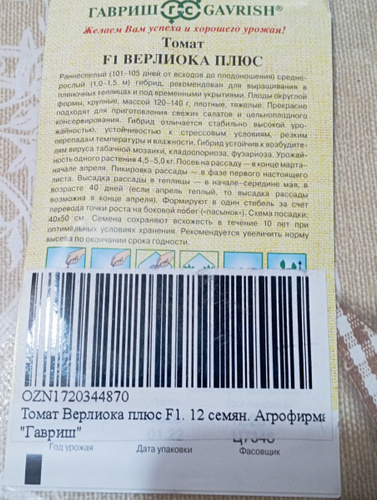 ГАВРИШ GAVRISH®
Желаем Вам успеха и хорошего урожая!
Томат
F1 ВЕРЛИОКА ПЛЮС
Раннеспелый (101-105 дней от всходов до плодоношения) средне-
рослый (1,0-1,5, м) гибрид, рекомендован для выращивания в
пленочных теплицах и под временными укрытиями. Плоды округлой
формы, крупные, массой 120-140 г, плотные, тяжелые. Прекрасно
подходят для приготовления свежих салатов и цельноплодного
консервирования. Гибрид отличается стабильно высокой уро-
жайностью, устойчивостью к стрессовым условиям, резким
перепадам температуры и влажности. Гибрид устойчив к возбудите-
лям вируса табачной мозаики, кладоспориоза, фузариоза. Урожай-
ность одного растения 4,5-5,0 кг. Посев на рассаду — в конце марта-
начале апреля. Пикировка рассады — в фазе первого настоящего
листа. Высадка рассады в теплицы — в начале-середине мая, в
возрасте 40 дней (если апрель теплый, то высадка рассады
возможна в конце апреля). Формируют в один стебель за счет
перевода точки роста на боковой побег («пасынок»). Схема посадки:
40х50 см. Семена сохраняют всхожесть в течение 10 лет при
оптимальных условиях хранения. Рекомендуется увеличить норму
высева по окончании срока годности.
OZN1720344870
Томат Верлиока плюс F1. 12 семян. Агрофирма
"Гавриш"
Год урожая Дата упаковки Фасовщик